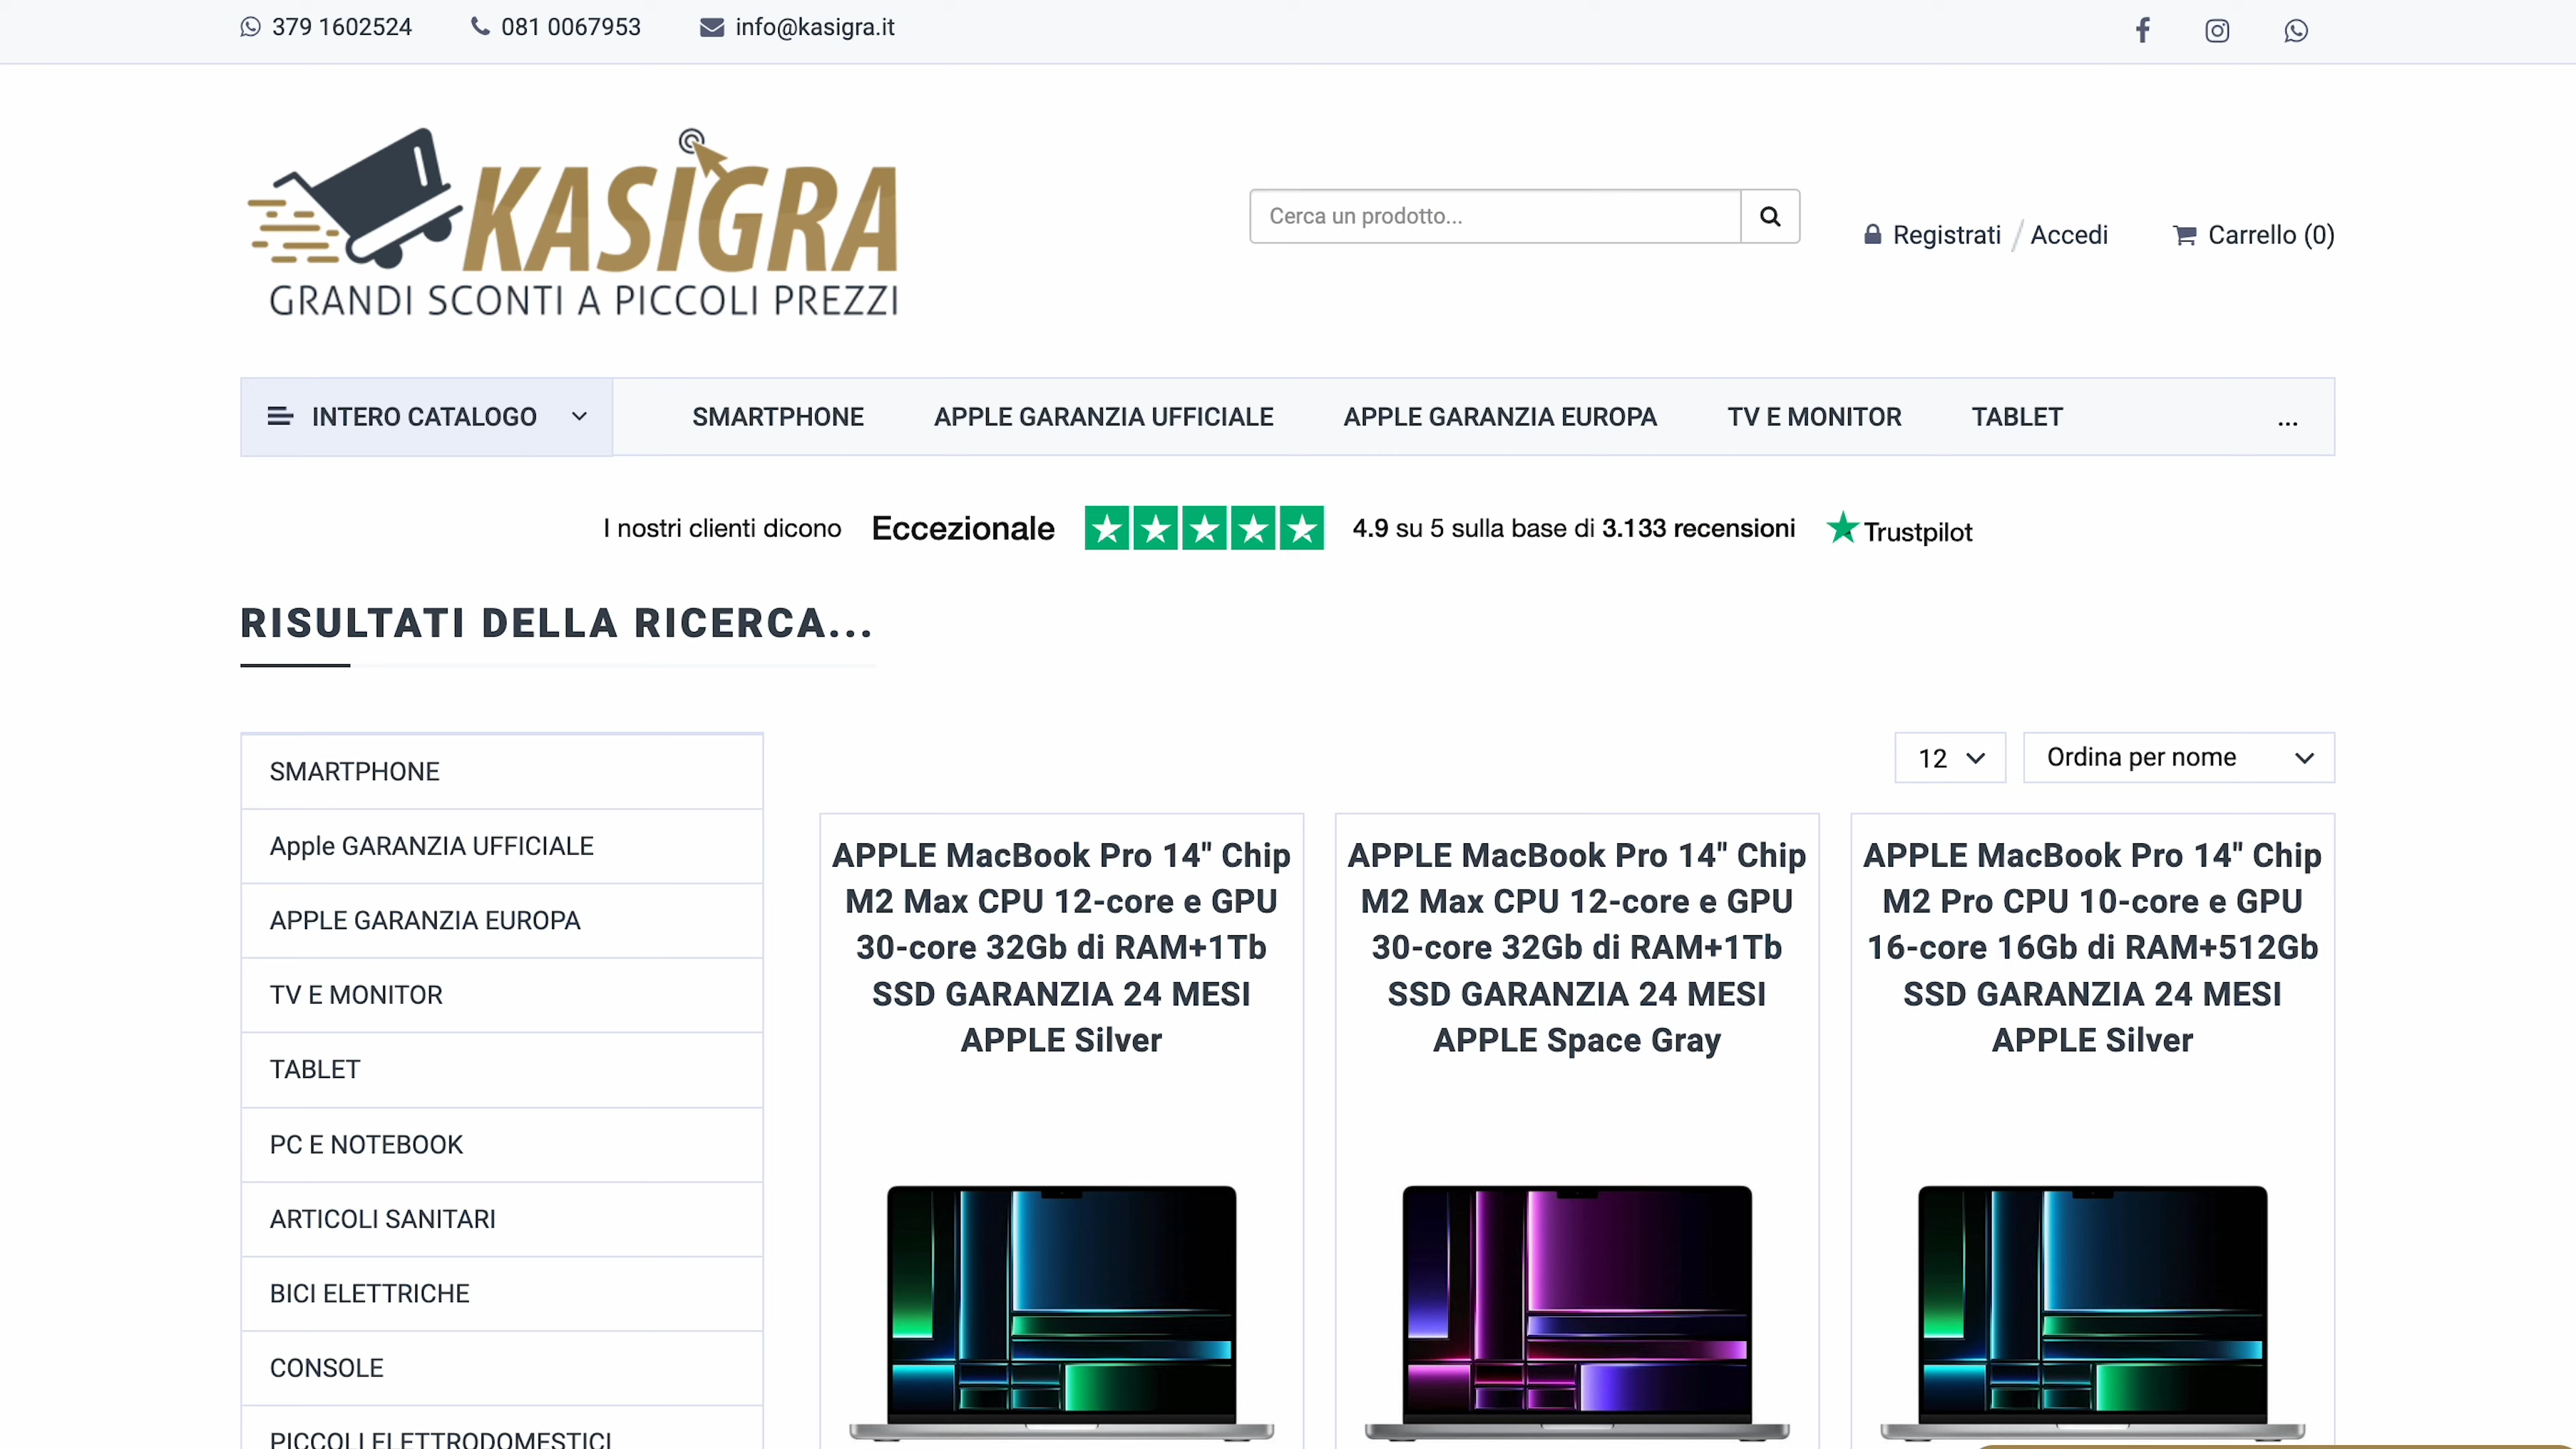 379 1602524 081 0067953 info@kasigra.it
KASIGRA
GRANDI SCONTI A PICCOLI PREZZI
Cerca un prodotto...
Registrati / Accedi Carrello (0)
INTERO CATALOGO SMARTPHONE APPLE GARANZIA UFFICIALE APPLE GARANZIA EUROPA TV E MONITOR TABLET ...
I nostri clienti dicono Eccezionale 4.9 su 5 sulla base di 3.133 recensioni Trustpilot
RISULTATI DELLA RICERCA...
SMARTPHONE
Apple GARANZIA UFFICIALE
APPLE GARANZIA EUROPA
TV E MONITOR
TABLET
PC E NOTEBOOK
ARTICOLI SANITARI
BICI ELETTRICHE
CONSOLE
PICCOLI ELETTRODOMESTICI
12 Ordina per nome
APPLE MacBook Pro 14" Chip
M2 Max CPU 12-core e GPU
30-core 32Gb di RAM+1Tb
SSD GARANZIA 24 MESI
APPLE Silver
APPLE MacBook Pro 14" Chip
M2 Max CPU 12-core e GPU
30-core 32Gb di RAM+1Tb
SSD GARANZIA 24 MESI
APPLE Space Gray
APPLE MacBook Pro 14" Chip
M2 Pro CPU 10-core e GPU
16-core 16Gb di RAM+512Gb
SSD GARANZIA 24 MESI
APPLE Silver